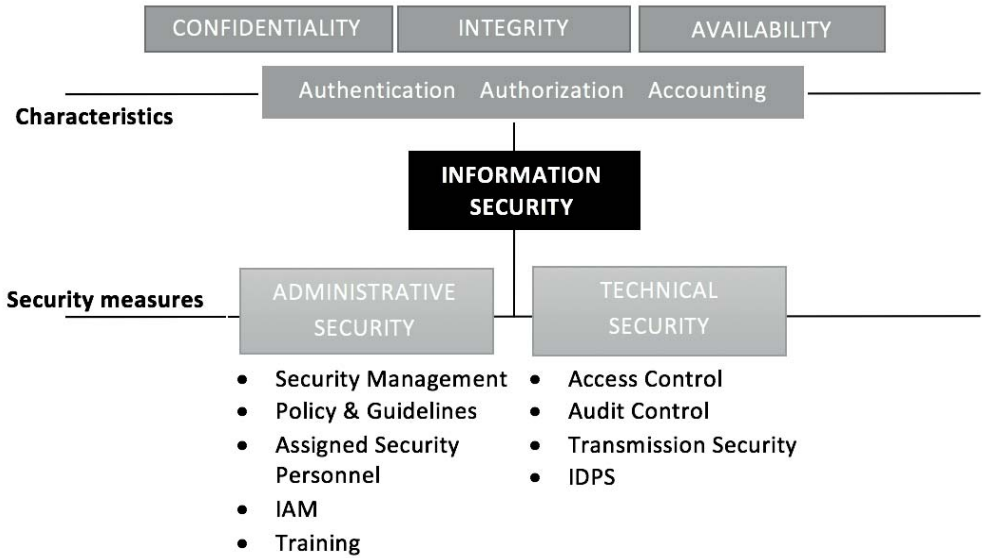 CONFIDENTIALITY INTEGRITY AVAILABILITY
Authentication Authorization Accounting
Characteristics
INFORMATION
SECURITY
Security measures
ADMINISTRATIVE
SECURITY
TECHNICAL
SECURITY
• Security Management
• Policy & Guidelines
• Assigned Security
Personnel
• IAM
• Training
• Access Control
• Audit Control
• Transmission Security
• IDPS